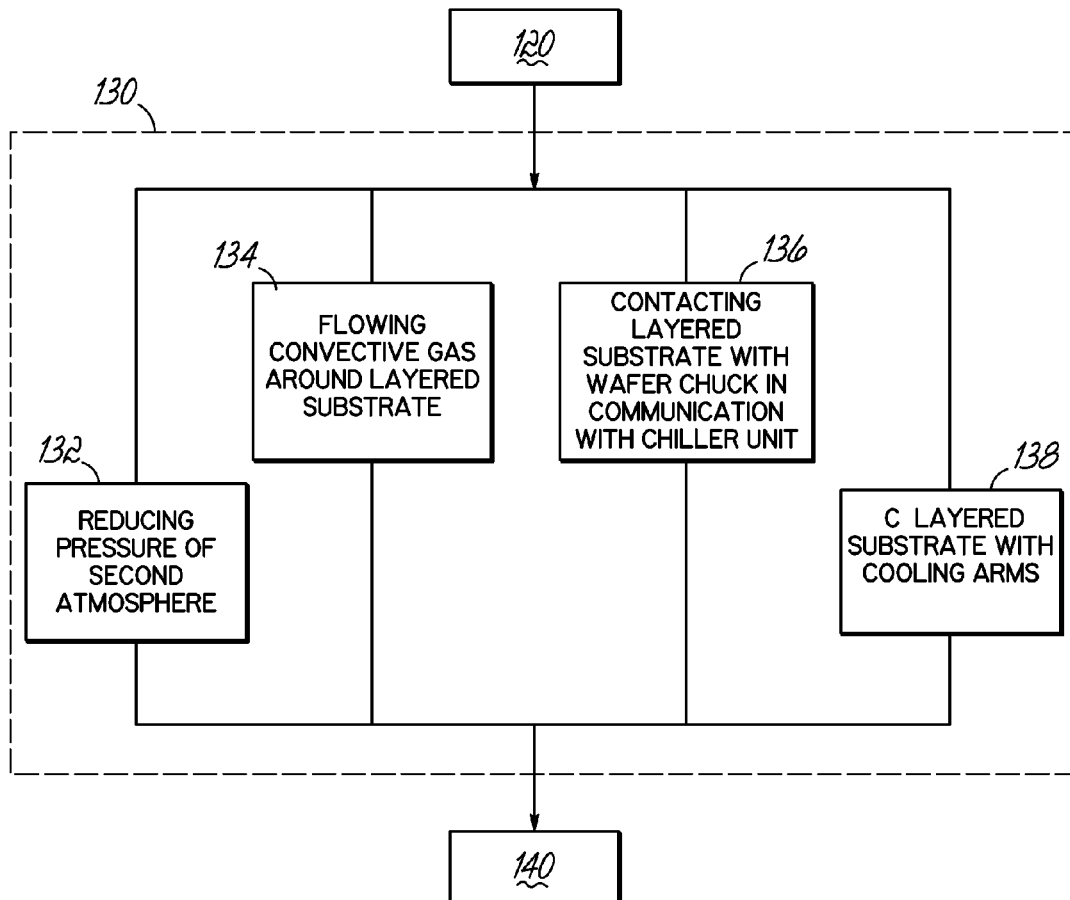 120
130
134
FLOWING
CONVECTIVE GAS
AROUND LAYERED
SUBSTRATE
136
CONTACTING
LAYERED
SUBSTRATE WITH
WAFER CHUCK IN
COMMUNICATION
WITH CHILLER UNIT
132
REDUCING
PRESSURE OF
SECOND
ATMOSPHERE
138
C LAYERED
SUBSTRATE WITH
COOLING ARMS
140